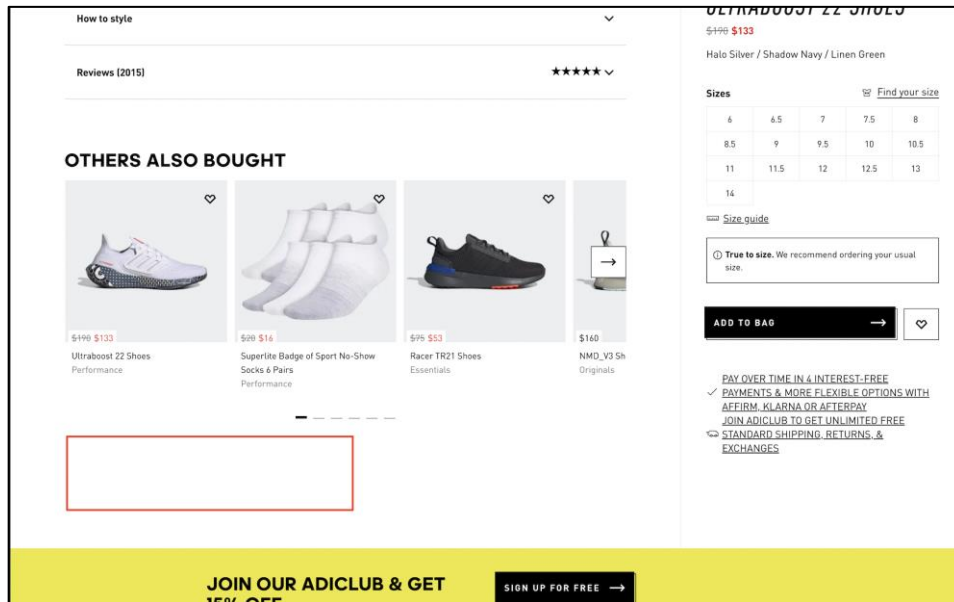 How to style
Reviews (2015)
OTHERS ALSO BOUGHT
$190 $133
Ultraboost 22 Shoes
Performance
$20 $16
Superlite Badge of Sport No-Show
Socks 6 Pairs
Performance
$75 $53
Racer TR21 Shoes
Essentials
$160
NMD_V3 Sh
Originals
ULTRABOOST 22 SHOES
$190 $133
Halo Silver / Shadow Navy / Linen Green
Sizes
Find your size
6 6.5 7 7.5 8
8.5 9 9.5 10 10.5
11 11.5 12 12.5 13
14
Size guide
True to size. We recommend ordering your usual
size.
ADD TO BAG
PAY OVER TIME IN 4 INTEREST-FREE
PAYMENTS & MORE FLEXIBLE OPTIONS WITH
AFFIRM, KLARNA OR AFTERPAY
JOIN ADICLUB TO GET UNLIMITED FREE
STANDARD SHIPPING, RETURNS, &
EXCHANGES
JOIN OUR ADICLUB & GET
15% OFF
SIGN UP FOR FREE